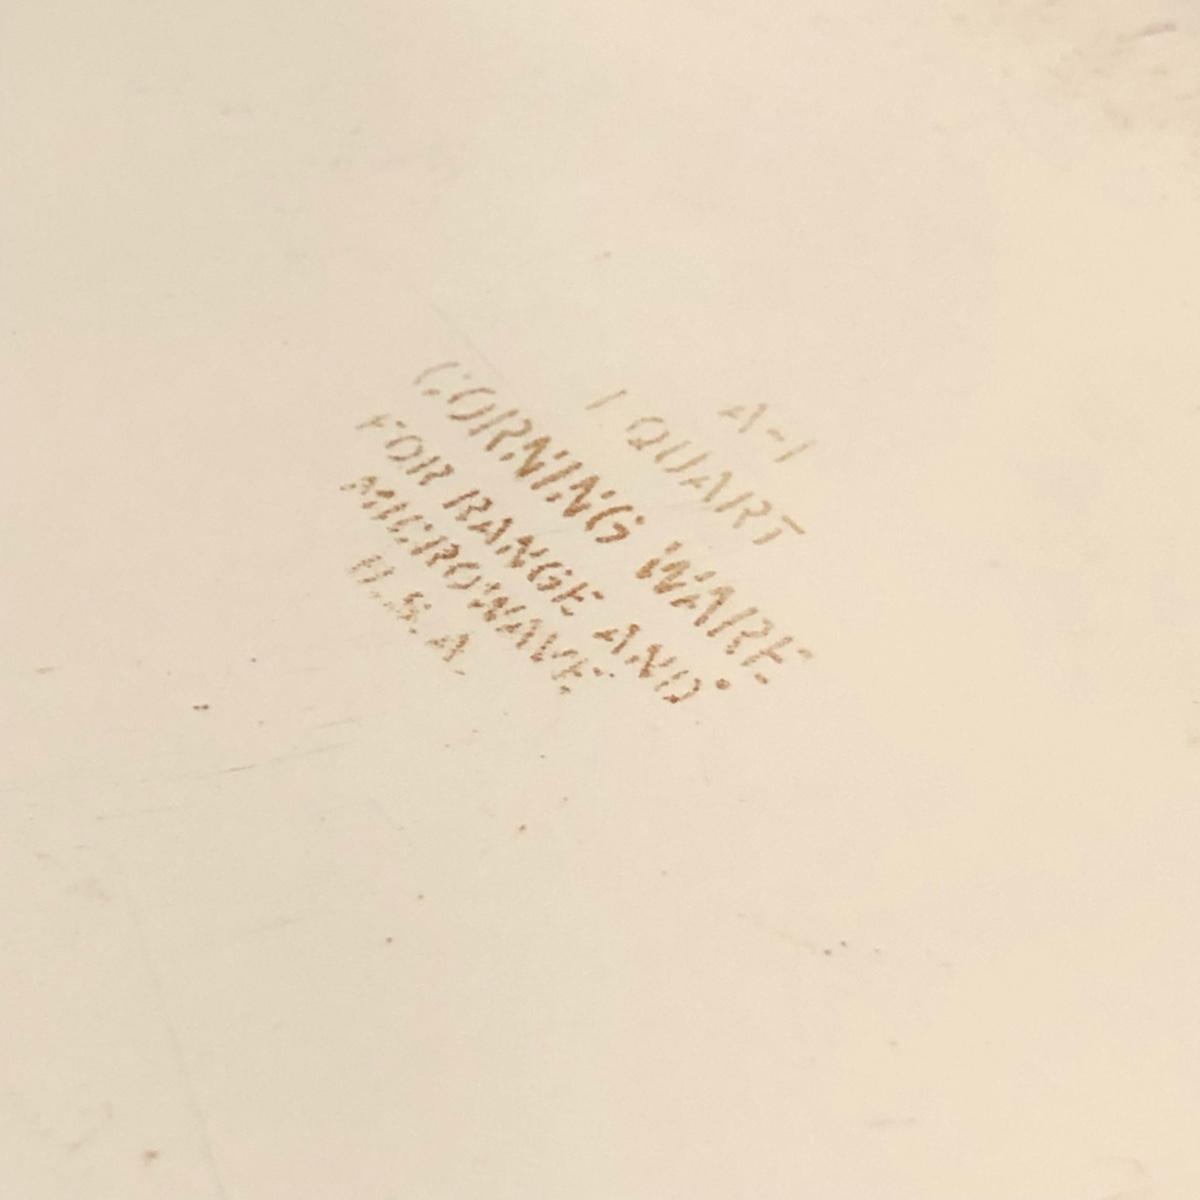 A-1
1 QUART
CORNING WARE
FOR RANGE AND
MICROWAVE
U.S.A.